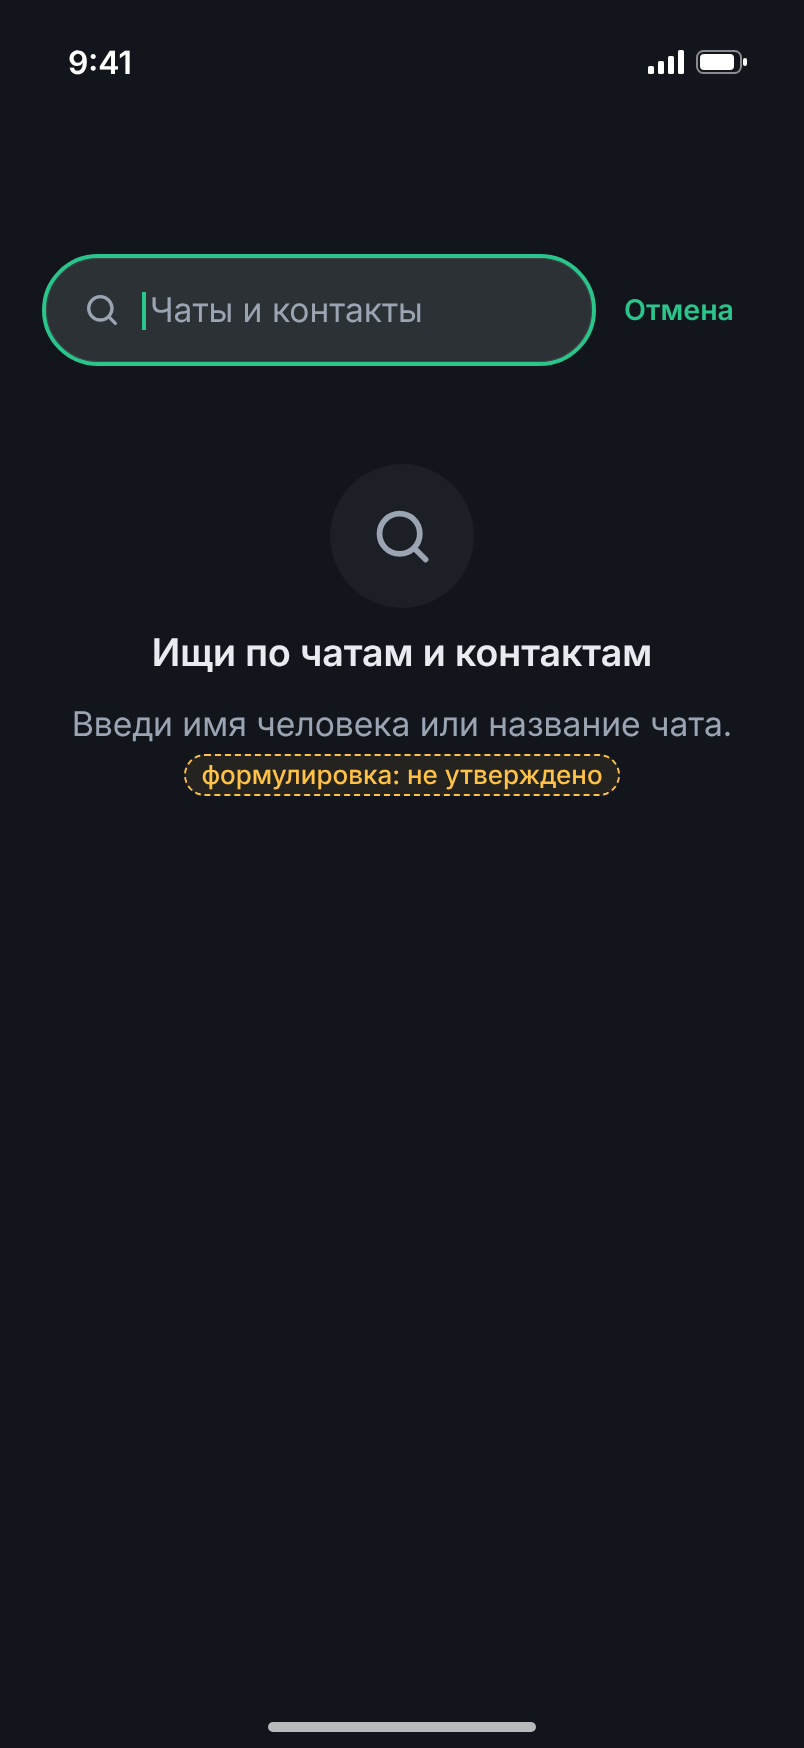 9:41
Чаты и контакты
Отмена
Ищи по чатам и контактам
Введи имя человека или название чата.
формулировка: не утверждено